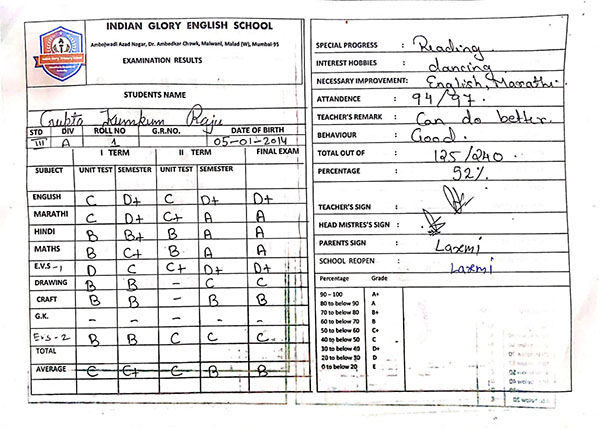 INDIAN GLORY ENGLISH SCHOOL
Ambojwadi Azad Nagar, Dr. Ambedkar Chowk, Malwani, Malad (W), Mumbai-95
EXAMINATION RESULTS
STUDENTS NAME
Gupta Kumkum Raju
STD DIV ROLL NO G.R.NO. DATE OF BIRTH
III A 1 05-01-2014
I TERM II TERM FINAL EXAM
SUBJECT UNIT TEST SEMESTER UNIT TEST SEMESTER
ENGLISH C D+ C D+ D+
MARATHI C D+ C+ A A
HINDI B B+ B A A
MATHS B C+ B A A
E.V.S-1 D C C+ D+ D+
DRAWING B B - C C
CRAFT B B - B B
G.K. - - - - -
E.V.S-2 B B C C C
TOTAL
AVERAGE C C+ C B B
SPECIAL PROGRESS : Reading
INTEREST HOBBIES : dancing,
NECESSARY IMPROVEMENT: English, Marathi
ATTENDANCE : 94/97.
TEACHER'S REMARK : Can do better.
BEHAVIOUR : Good.
TOTAL OUT OF : 125/240
PERCENTAGE : 52%.
TEACHER'S SIGN :
HEAD MISTRES'S SIGN :
PARENTS SIGN : Laxmi
SCHOOL REOPEN : Laxmi
Percentage Grade
90 - 100 A+
80 to below 90 A
70 to below 80 B+
60 to below 70 B
50 to below 60 C+
40 to below 50 C
30 to below 40 D+
20 to below 30 D
0 to below 20 E